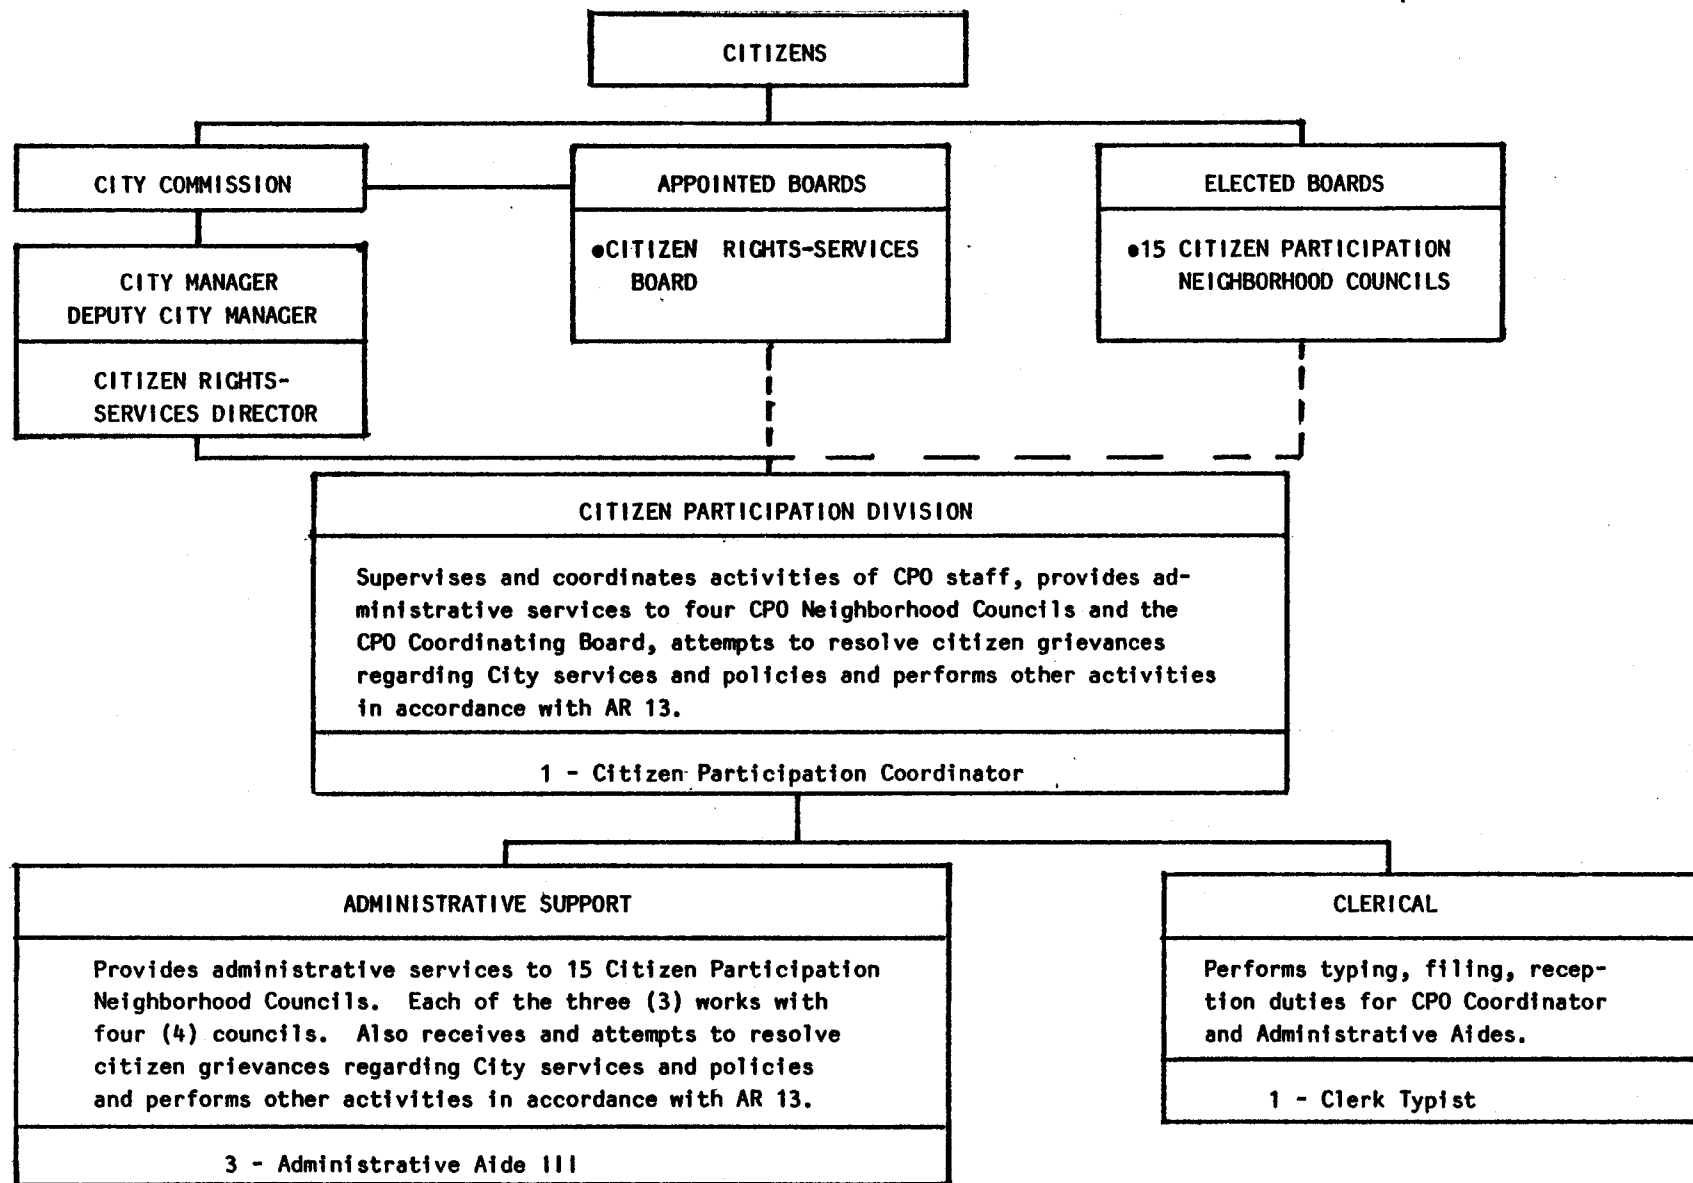 CITIZENS
CITY COMMISSION
APPOINTED BOARDS
ELECTED BOARDS
●CITIZEN RIGHTS-SERVICES
BOARD
●15 CITIZEN PARTICIPATION
NEIGHBORHOOD COUNCILS
CITY MANAGER
DEPUTY CITY MANAGER
CITIZEN RIGHTS-
SERVICES DIRECTOR
CITIZEN PARTICIPATION DIVISION
Supervises and coordinates activities of CPO staff, provides ad-
ministrative services to four CPO Neighborhood Councils and the
CPO Coordinating Board, attempts to resolve citizen grievances
regarding City services and policies and performs other activities
in accordance with AR 13.
1 - Citizen Participation Coordinator
ADMINISTRATIVE SUPPORT
Provides administrative services to 15 Citizen Participation
Neighborhood Councils. Each of the three (3) works with
four (4) councils. Also receives and attempts to resolve
citizen grievances regarding City services and policies
and performs other activities in accordance with AR 13.
3 - Administrative Aide III
CLERICAL
Performs typing, filing, recep-
tion duties for CPO Coordinator
and Administrative Aides.
1 - Clerk Typist